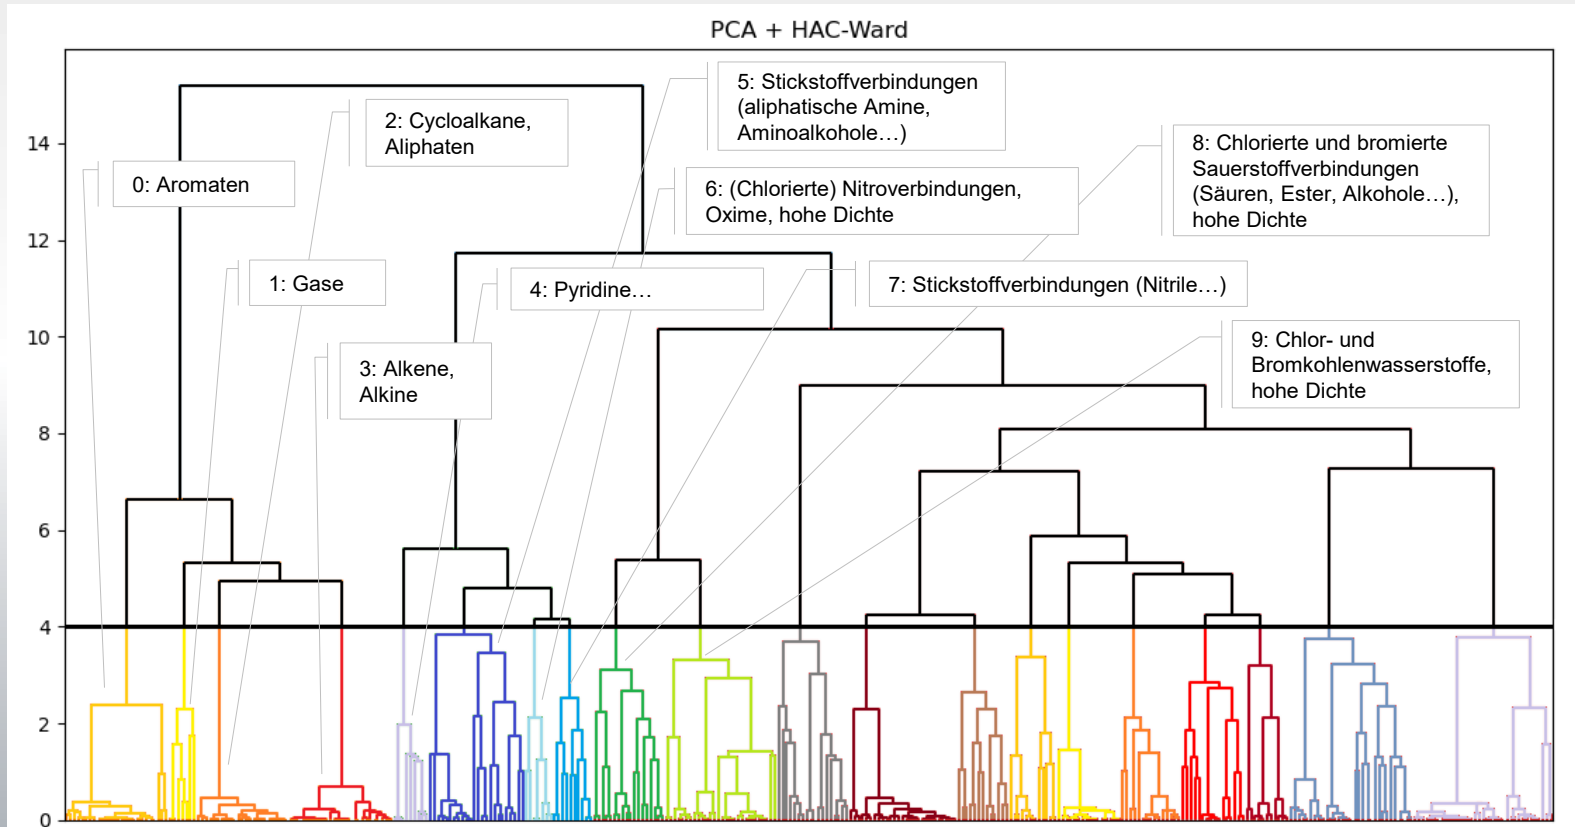 PCA + HAC-Ward
5: Stickstoffverbindungen
(aliphatische Amine,
Aminoalkohole…)
2: Cycloalkane,
Aliphaten
8: Chlorierte und bromierte
Sauerstoffverbindungen
(Säuren, Ester, Alkohole…),
hohe Dichte
0: Aromaten
6: (Chlorierte) Nitroverbindungen,
Oxime, hohe Dichte
1: Gase
4: Pyridine…
7: Stickstoffverbindungen (Nitrile…)
3: Alkene,
Alkine
9: Chlor- und
Bromkohlenwasserstoffe,
hohe Dichte
14
12
10
8
6
4
2
0